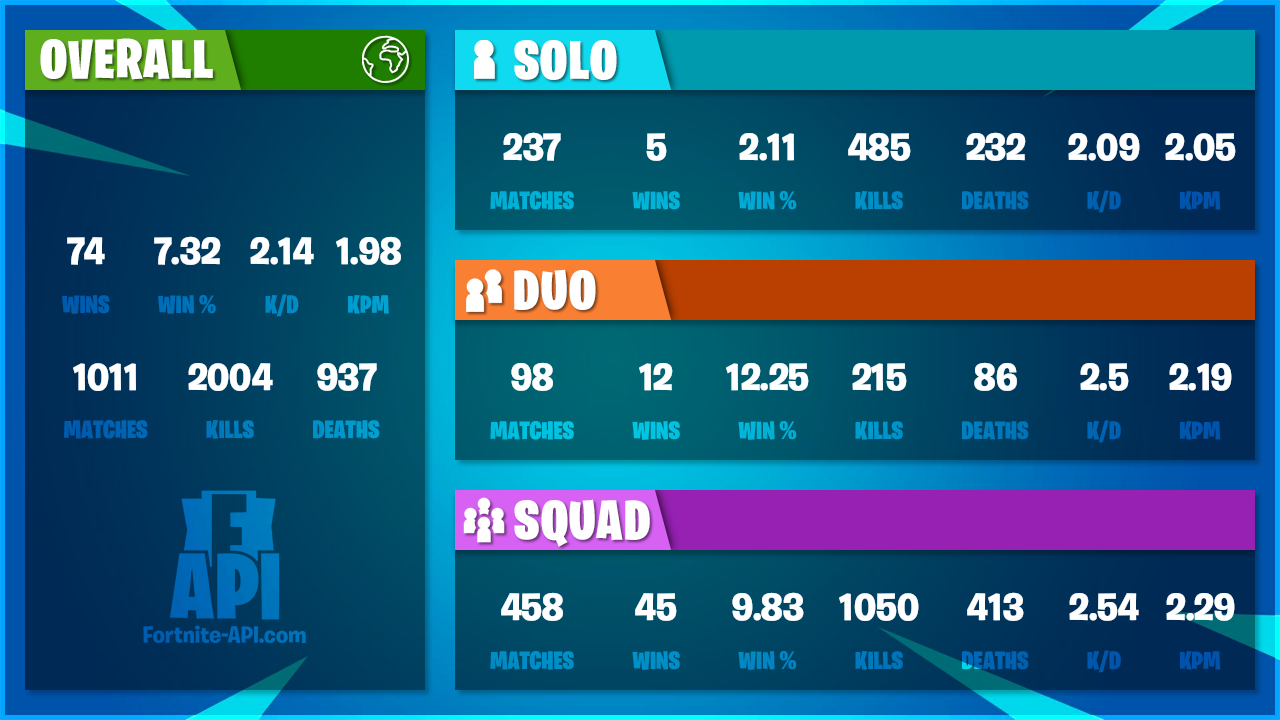 OVERALL
74 7.32 2.14 1.98
WINS WIN % K/D KPM
1011 2004 937
MATCHES KILLS DEATHS
F
API
Fortnite-API.com
SOLO
237 5 2.11 485 232 2.09 2.05
MATCHES WINS WIN % KILLS DEATHS K/D KPM
DUO
98 12 12.25 215 86 2.5 2.19
MATCHES WINS WIN % KILLS DEATHS K/D KPM
SQUAD
458 45 9.83 1050 413 2.54 2.29
MATCHES WINS WIN % KILLS DEATHS K/D KPM